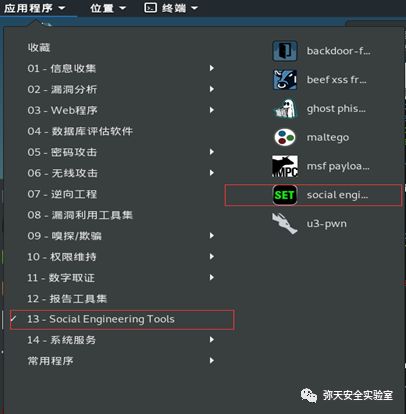 应用程序 位置 终端
收藏
01 - 信息收集
02 - 漏洞分析
03 - Web程序
04 - 数据库评估软件
05 - 密码攻击
06 - 无线攻击
07 - 逆向工程
08 - 漏洞利用工具集
09 - 嗅探/欺骗
10 - 权限维持
11 - 数字取证
12 - 报告工具集
13 - Social Engineering Tools
14 - 系统服务
常用程序
backdoor-f...
beef xss fr...
ghost phis...
maltego
MPC
msf payloa...
SET
social engi...
u3-pwn
弥天安全实验室